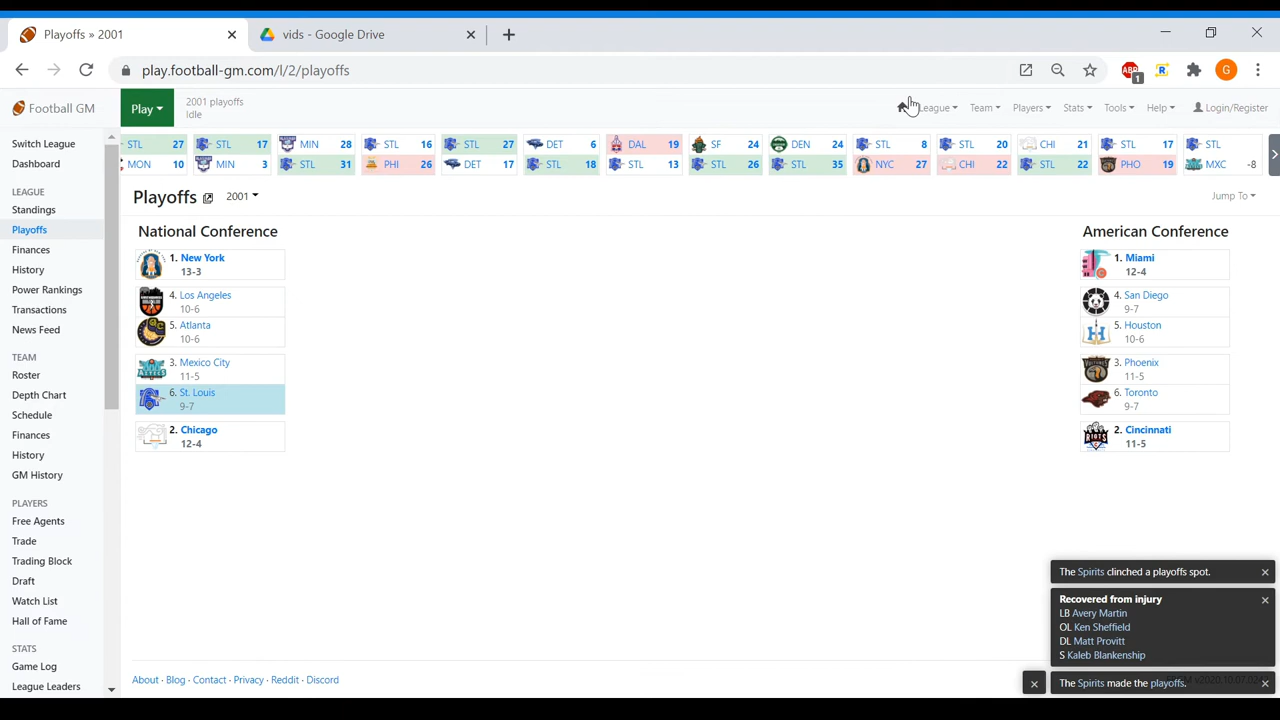 Playoffs » 2001
vids - Google Drive
play.football-gm.com/l/2/playoffs
ABP
1
R
G
Football GM
Play
2001 playoffs
Idle
League
Team
Players
Stats
Tools
Help
Login/Register
STL 27
MON 10
STL 17
MIN 3
MIN 28
STL 31
STL 16
PHI 26
STL 27
DET 17
DET 6
STL 18
DAL 19
STL 13
SF 24
STL 26
DEN 24
STL 35
STL 8
NYC 27
STL 20
CHI 22
CHI 21
STL 22
STL 17
PHO 19
STL
MXC -8
Switch League
Dashboard
LEAGUE
Standings
Playoffs
Finances
History
Power Rankings
Transactions
News Feed
TEAM
Roster
Depth Chart
Schedule
Finances
History
GM History
PLAYERS
Free Agents
Trade
Trading Block
Draft
Watch List
Hall of Fame
STATS
Game Log
League Leaders
Playoffs
2001
Jump To
National Conference
1. New York
13-3
4. Los Angeles
10-6
5. Atlanta
10-6
3. Mexico City
11-5
6. St. Louis
9-7
2. Chicago
12-4
American Conference
1. Miami
12-4
4. San Diego
9-7
5. Houston
10-6
3. Phoenix
11-5
6. Toronto
9-7
2. Cincinnati
11-5
The Spirits clinched a playoffs spot.
Recovered from injury
LB Avery Martin
OL Ken Sheffield
DL Matt Provitt
S Kaleb Blankenship
The Spirits made the playoffs.
About · Blog · Contact · Privacy · Reddit · Discord